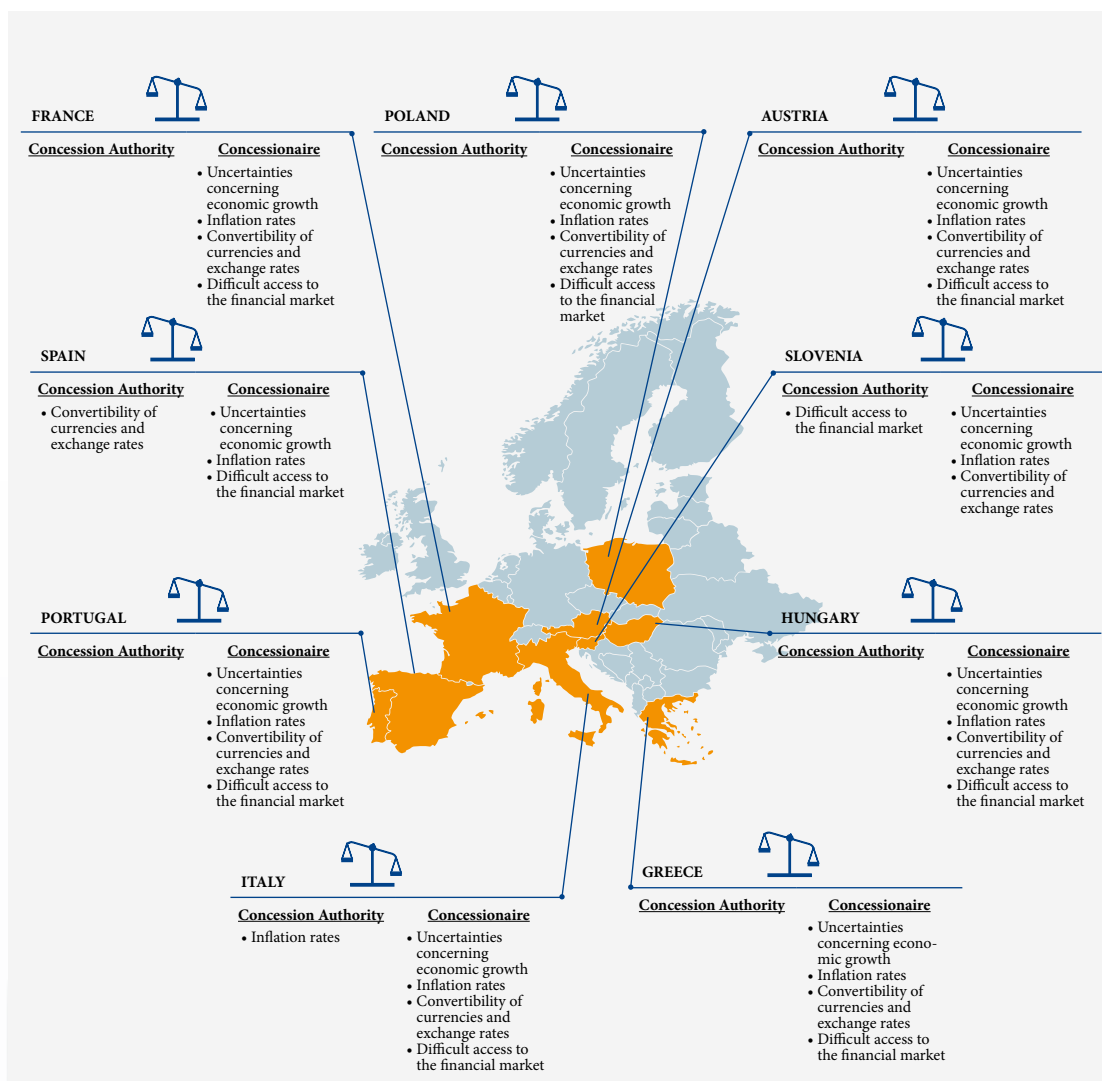 FRANCE
Concession Authority
Concessionaire
• Uncertainties
concerning
economic growth
• Inflation rates
• Convertibility of
currencies and
exchange rates
• Difficult access to
the financial market
POLAND
Concession Authority
Concessionaire
• Uncertainties
concerning
economic growth
• Inflation rates
• Convertibility of
currencies and
exchange rates
• Difficult access
to the financial
market
AUSTRIA
Concession Authority
Concessionaire
• Uncertainties
concerning
economic growth
• Inflation rates
• Convertibility of
currencies and
exchange rates
• Difficult access to
the financial market
SPAIN
Concession Authority
• Convertibility of
currencies and
exchange rates
Concessionaire
• Uncertainties
concerning
economic growth
• Inflation rates
• Difficult access to
the financial market
SLOVENIA
Concession Authority
• Difficult access to
the financial market
Concessionaire
• Uncertainties
concerning
economic growth
• Inflation rates
• Convertibility of
currencies and
exchange rates
PORTUGAL
Concession Authority
Concessionaire
• Uncertainties
concerning
economic growth
• Inflation rates
• Convertibility of
currencies and
exchange rates
• Difficult access to
the financial market
HUNGARY
Concession Authority
Concessionaire
• Uncertainties
concerning
economic growth
• Inflation rates
• Convertibility of
currencies and
exchange rates
• Difficult access to
the financial market
ITALY
Concession Authority
• Inflation rates
Concessionaire
• Uncertainties
concerning
economic growth
• Inflation rates
• Convertibility of
currencies and
exchange rates
• Difficult access to
the financial market
GREECE
Concession Authority
Concessionaire
• Uncertainties
concerning econo-
mic growth
• Inflation rates
• Convertibility of
currencies and
exchange rates
• Difficult access to
the financial market